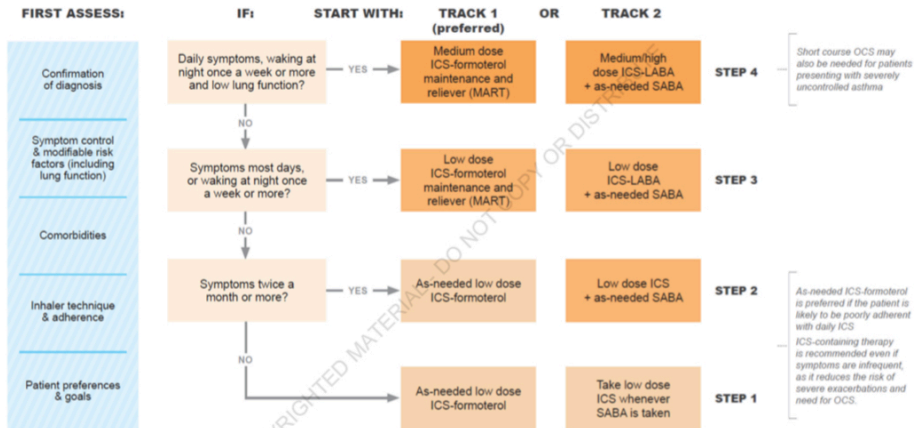 FIRST ASSESS:
IF:
START WITH:
TRACK 1
(preferred)
OR
TRACK 2
Confirmation
of diagnosis
Symptom control
& modifiable risk
factors (including
lung function)
Comorbidities
Inhaler technique
& adherence
Patient preferences
& goals
Daily symptoms, waking at
night once a week or more
and low lung function?
YES
Medium dose
ICS-formoterol
maintenance and
reliever (MART)
Medium/high
dose ICS-LABA
+ as-needed SABA
STEP 4
Short course OCS may
also be needed for patients
presenting with severely
uncontrolled asthma
NO
Symptoms most days,
or waking at night once
a week or more?
YES
Low dose
ICS-formoterol
maintenance and
reliever (MART)
Low dose
ICS-LABA
+ as-needed SABA
STEP 3
NO
Symptoms twice a
month or more?
YES
As-needed low dose
ICS-formoterol
Low dose ICS
+ as-needed SABA
STEP 2
As-needed ICS-formoterol
is preferred if the patient is
likely to be poorly adherent
with daily ICS
ICS-containing therapy
is recommended even if
symptoms are infrequent,
as it reduces the risk of
severe exacerbations and
need for OCS.
NO
As-needed low dose
ICS-formoterol
Take low dose
ICS whenever
SABA is taken
STEP 1
MATERIAL - DO NOT COPY OR